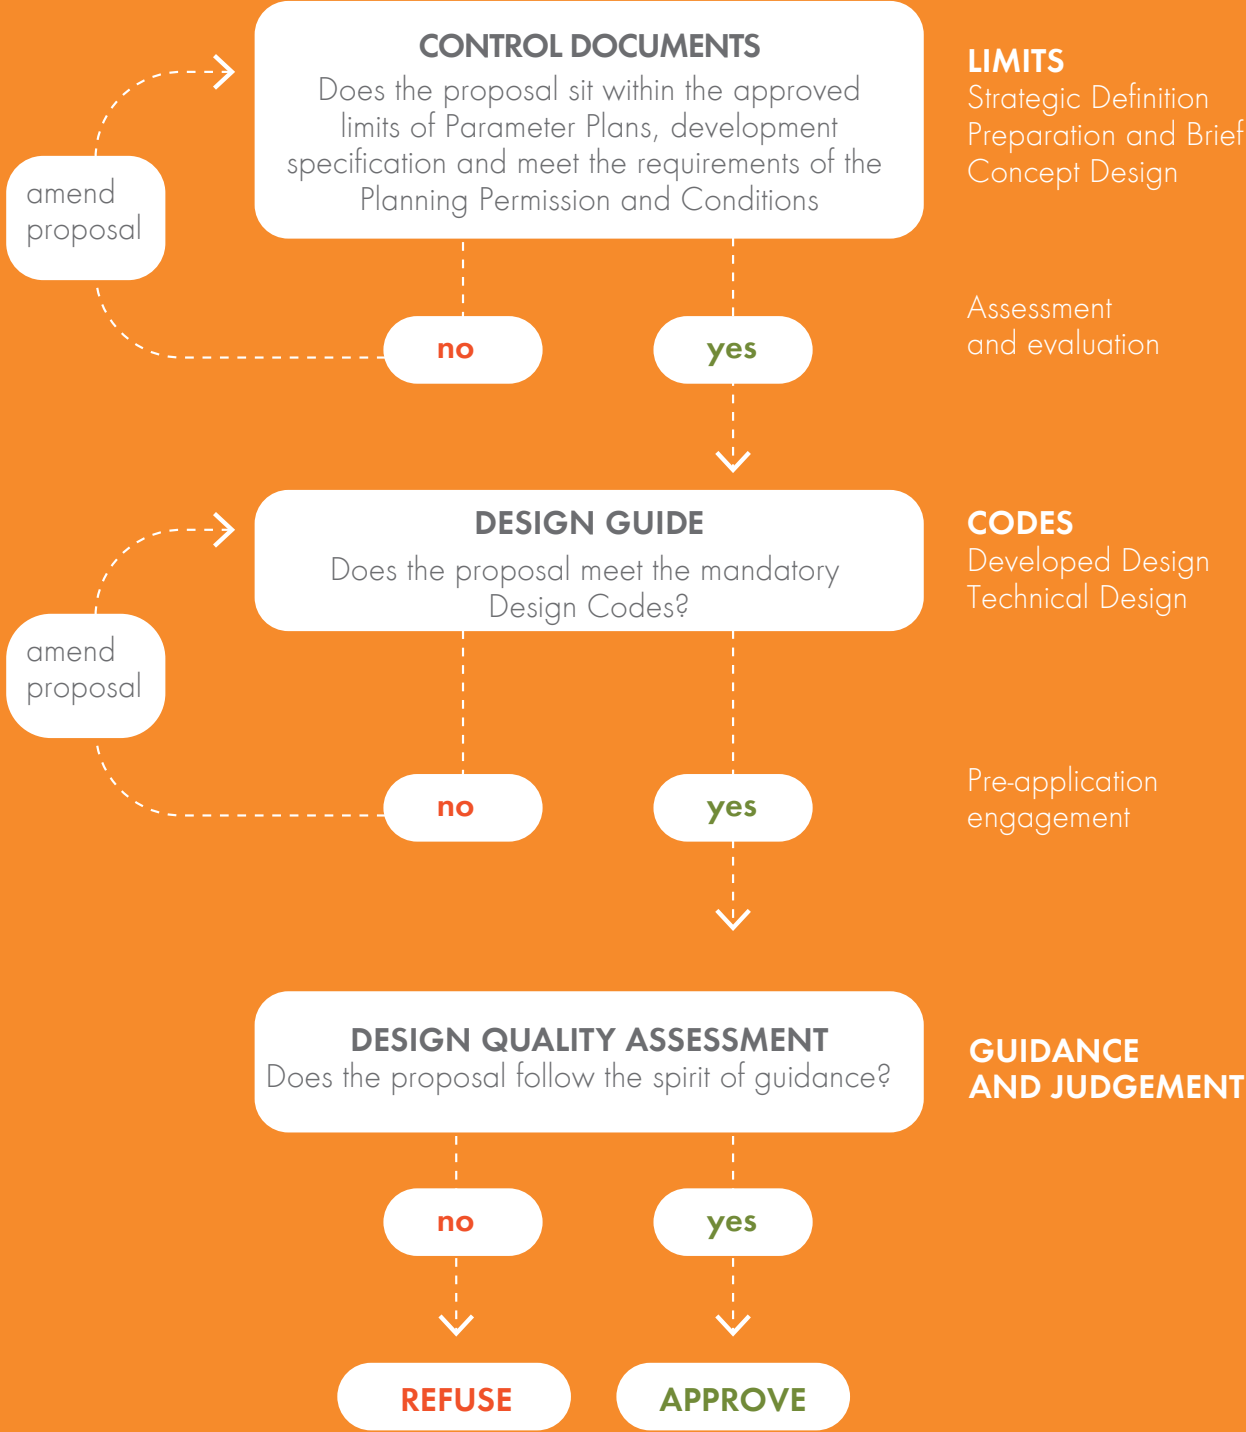 CONTROL DOCUMENTS
Does the proposal sit within the approved
limits of Parameter Plans, development
specification and meet the requirements of the
Planning Permission and Conditions
LIMITS
Strategic Definition
Preparation and Brief
Concept Design
amend
proposal
no
yes
Assessment
and evaluation
DESIGN GUIDE
Does the proposal meet the mandatory
Design Codes?
CODES
Developed Design
Technical Design
amend
proposal
no
yes
Pre-application
engagement
DESIGN QUALITY ASSESSMENT
Does the proposal follow the spirit of guidance?
GUIDANCE
AND JUDGEMENT
no
yes
REFUSE
APPROVE